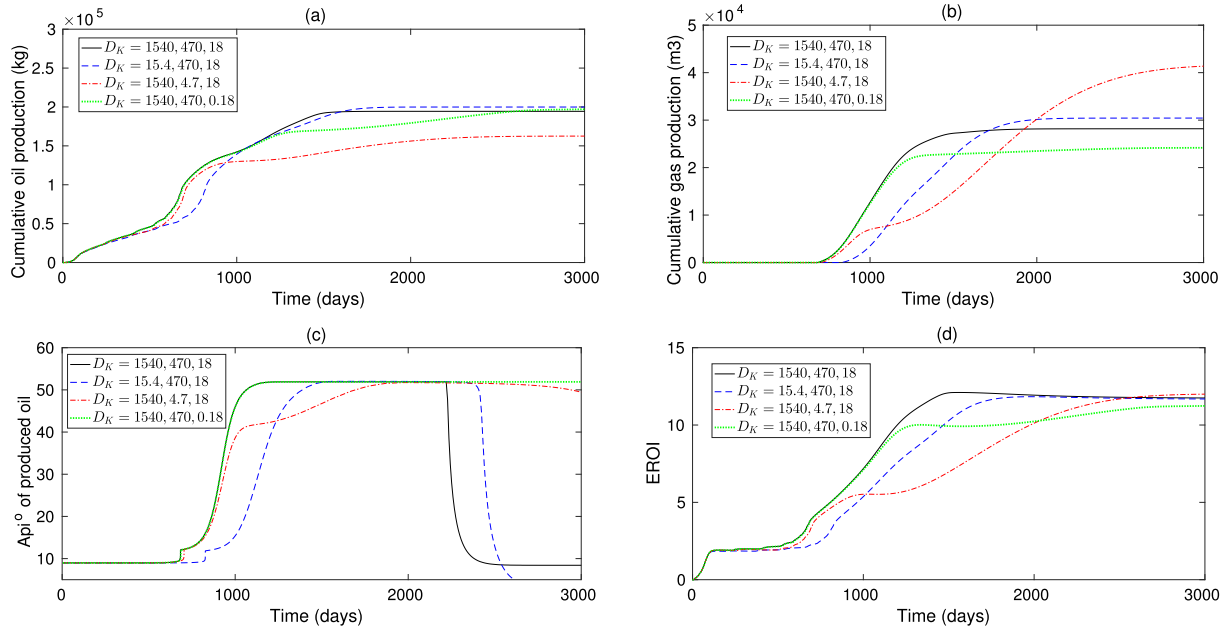 (a)
×10⁵
3
2.5
2
1.5
1
0.5
0
Cumulative oil production (kg)
D_K = 1540, 470, 18
D_K = 15.4, 470, 18
D_K = 1540, 4.7, 18
D_K = 1540, 470, 0.18
0 1000 2000 3000
Time (days)
(b)
×10⁴
5
4
3
2
1
0
Cumulative gas production (m3)
D_K = 1540, 470, 18
D_K = 15.4, 470, 18
D_K = 1540, 4.7, 18
D_K = 1540, 470, 0.18
0 1000 2000 3000
Time (days)
(c)
60
50
40
30
20
10
Api° of produced oil
D_K = 1540, 470, 18
D_K = 15.4, 470, 18
D_K = 1540, 4.7, 18
D_K = 1540, 470, 0.18
0 1000 2000 3000
Time (days)
(d)
15
10
5
0
EROI
D_K = 1540, 470, 18
D_K = 15.4, 470, 18
D_K = 1540, 4.7, 18
D_K = 1540, 470, 0.18
0 1000 2000 3000
Time (days)